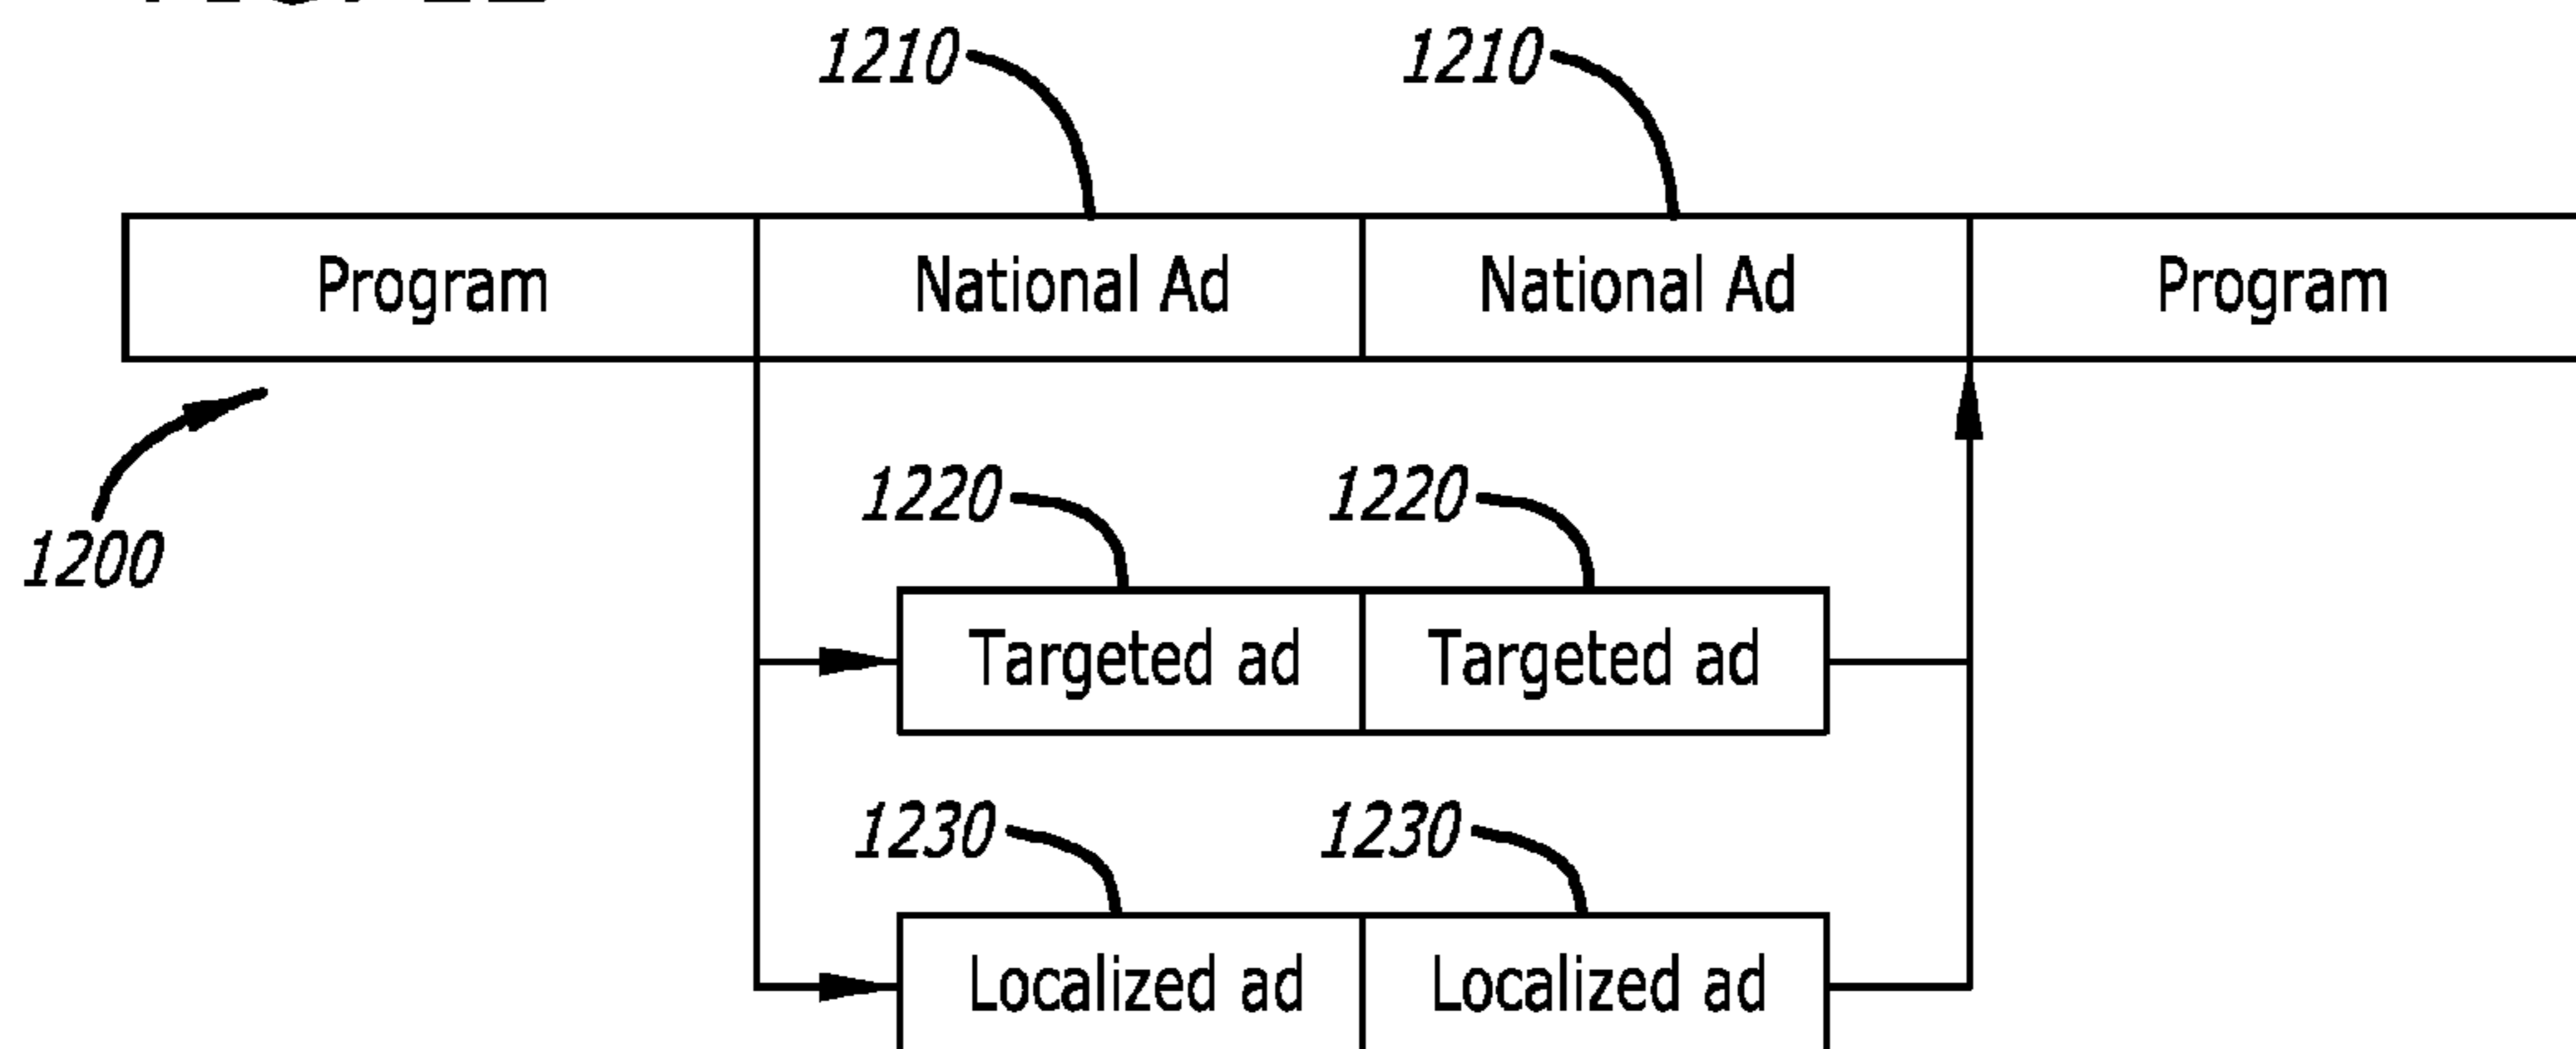 1210 1210
Program National Ad National Ad Program
1200
1220 1220
Targeted ad Targeted ad
1230 1230
Localized ad Localized ad